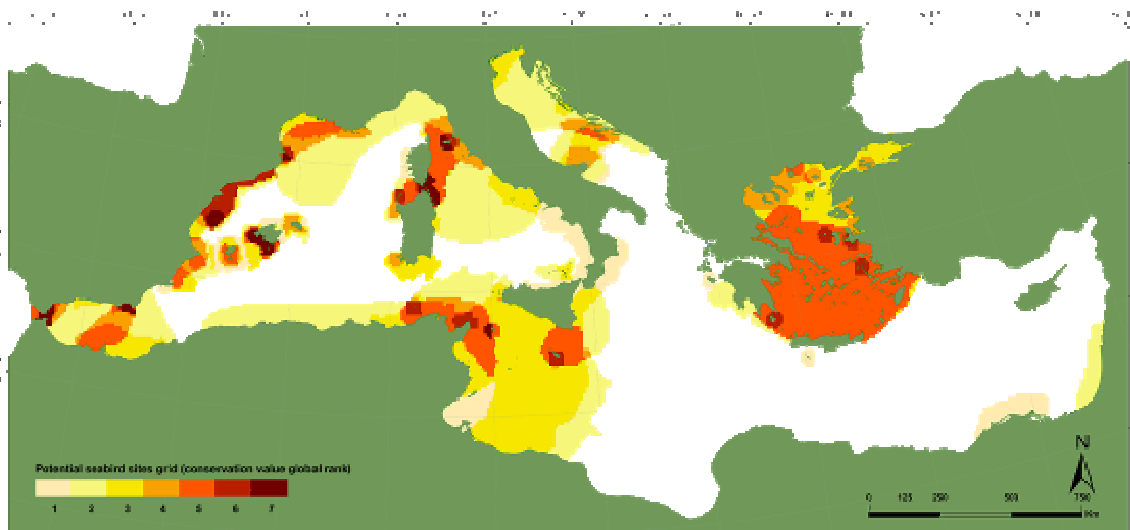 Potential seabird sites grid (conservation value global rank)
1 2 3 4 5 6 7
N
0 125 250 500 750
Km